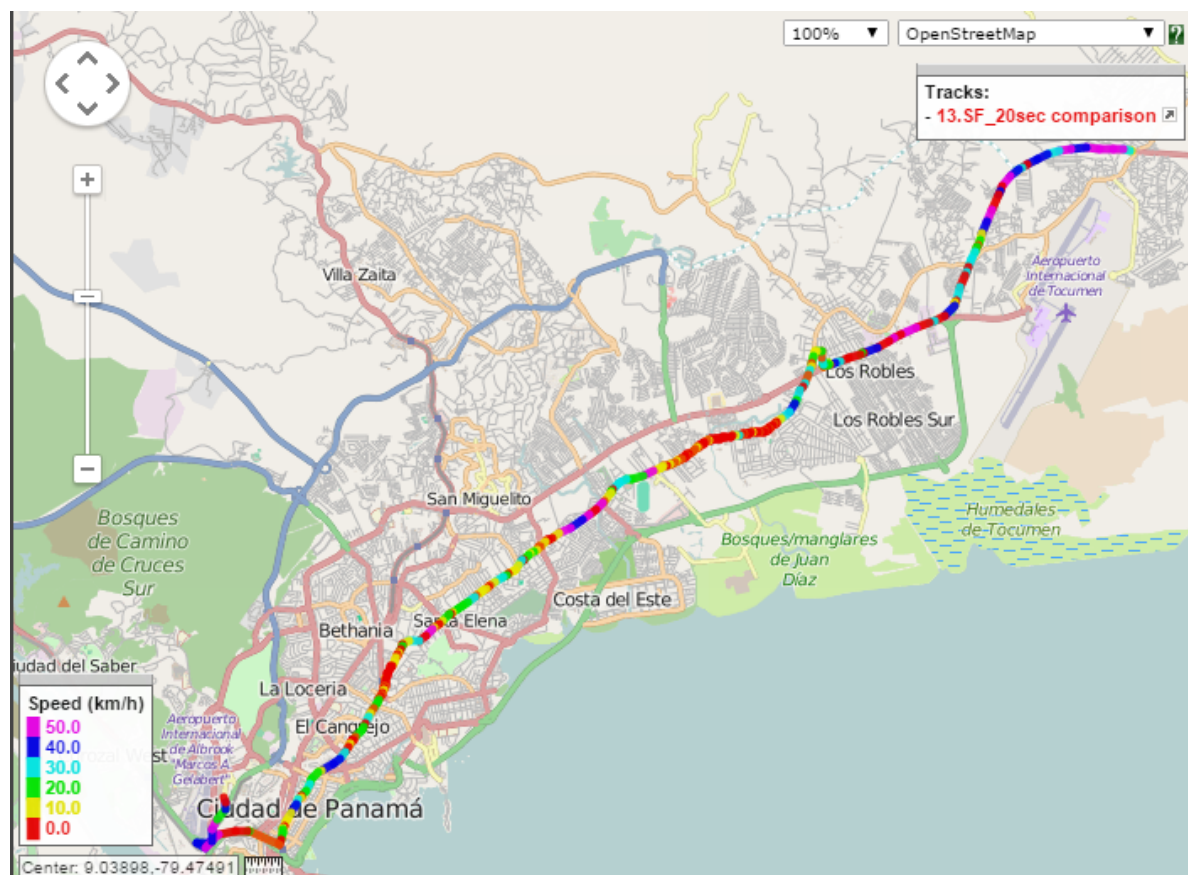 100% ▼
OpenStreetMap ▼
?
Tracks:
- 13.SF_20sec comparison
Villa Zaita
Aeropuerto
Internacional
de Tocumen
Los Robles
Los Robles Sur
San Miguelito
Humedales
de Tocumen
Bosques
de Camino
de Cruces
Sur
Bosques/manglares
de Juan
Díaz
Costa del Este
Santa Elena
Bethania
iudad del Saber
La Loceria
El Cangrejo
Speed (km/h)
50.0
40.0
30.0
20.0
10.0
0.0
Aeropuerto
Internacional
de Albrook
"Marcos A.
Gelabert"
ozal West
Ciudad de Panamá
Center: 9.03898,-79.47491